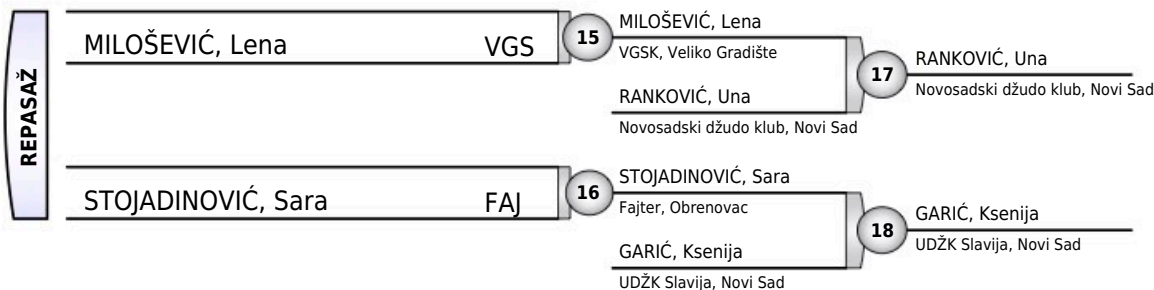 REPASAŽ
MILOŠEVIĆ, Lena VGS
15
MILOŠEVIĆ, Lena
VGSK, Veliko Gradište
RANKOVIĆ, Una
Novosadski džudo klub, Novi Sad
17
RANKOVIĆ, Una
Novosadski džudo klub, Novi Sad
STOJADINOVIĆ, Sara FAJ
16
STOJADINOVIĆ, Sara
Fajter, Obrenovac
GARIĆ, Ksenija
UDŽK Slavija, Novi Sad
18
GARIĆ, Ksenija
UDŽK Slavija, Novi Sad